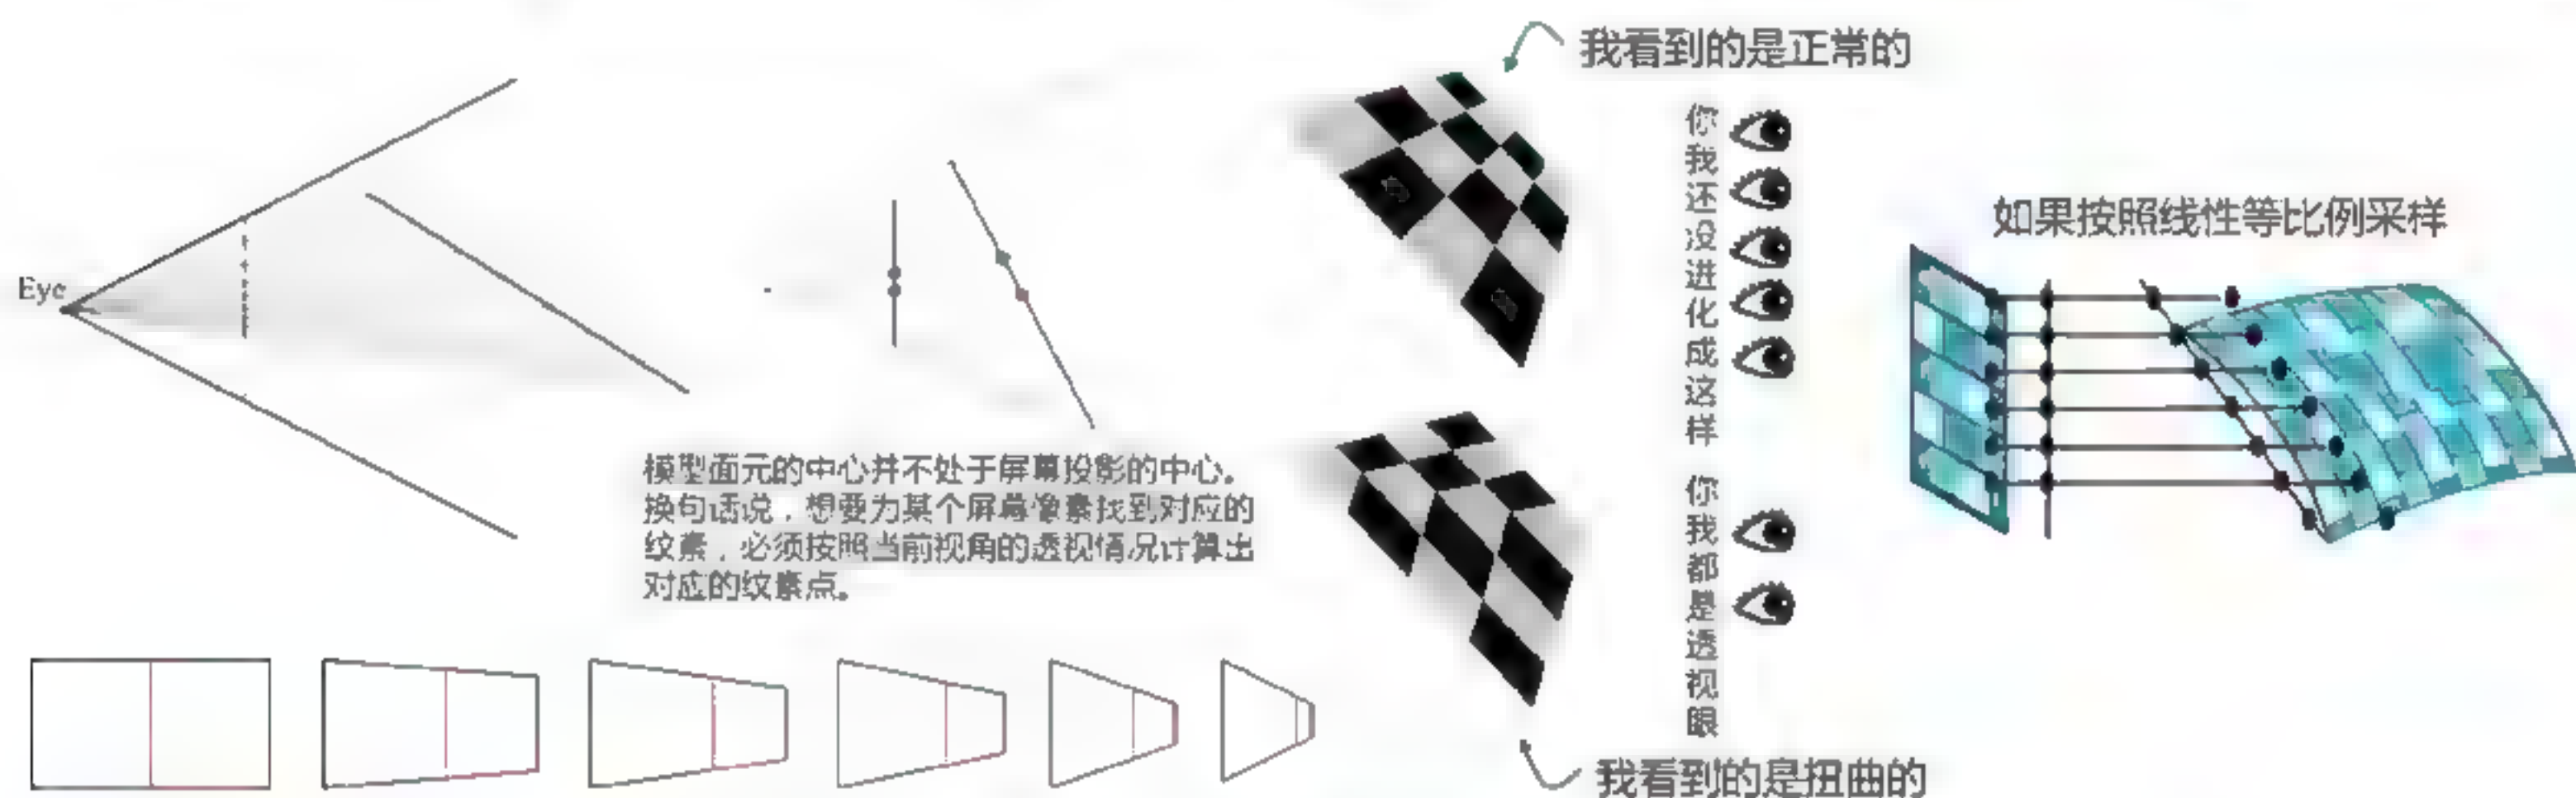 我看到的是正常的
你我还没进化成这样
如果按照线性等比例采样
Eye
模型面元的中心并不处于屏幕投影的中心。
换句话说，想要为某个屏幕像素找到对应的
纹素，必须按照当前视角的透视情况计算出
对应的纹素点。
你我都是透视眼
我看到的是扭曲的